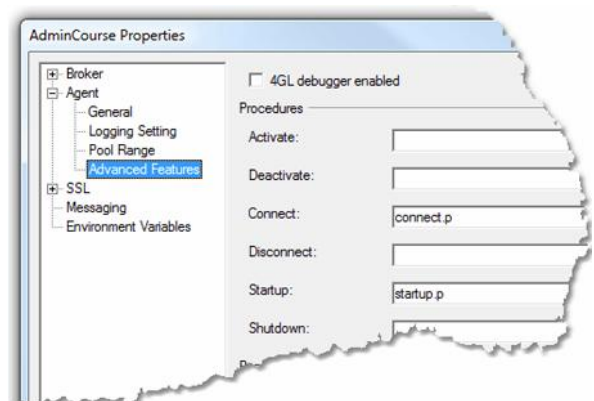 AdminCourse Properties
Broker
Agent
General
Logging Setting
Pool Range
Advanced Features
SSL
Messaging
Environment Variables
4GL debugger enabled
Procedures
Activate:
Deactivate:
Connect: connect.p
Disconnect:
Startup: startup.p
Shutdown: